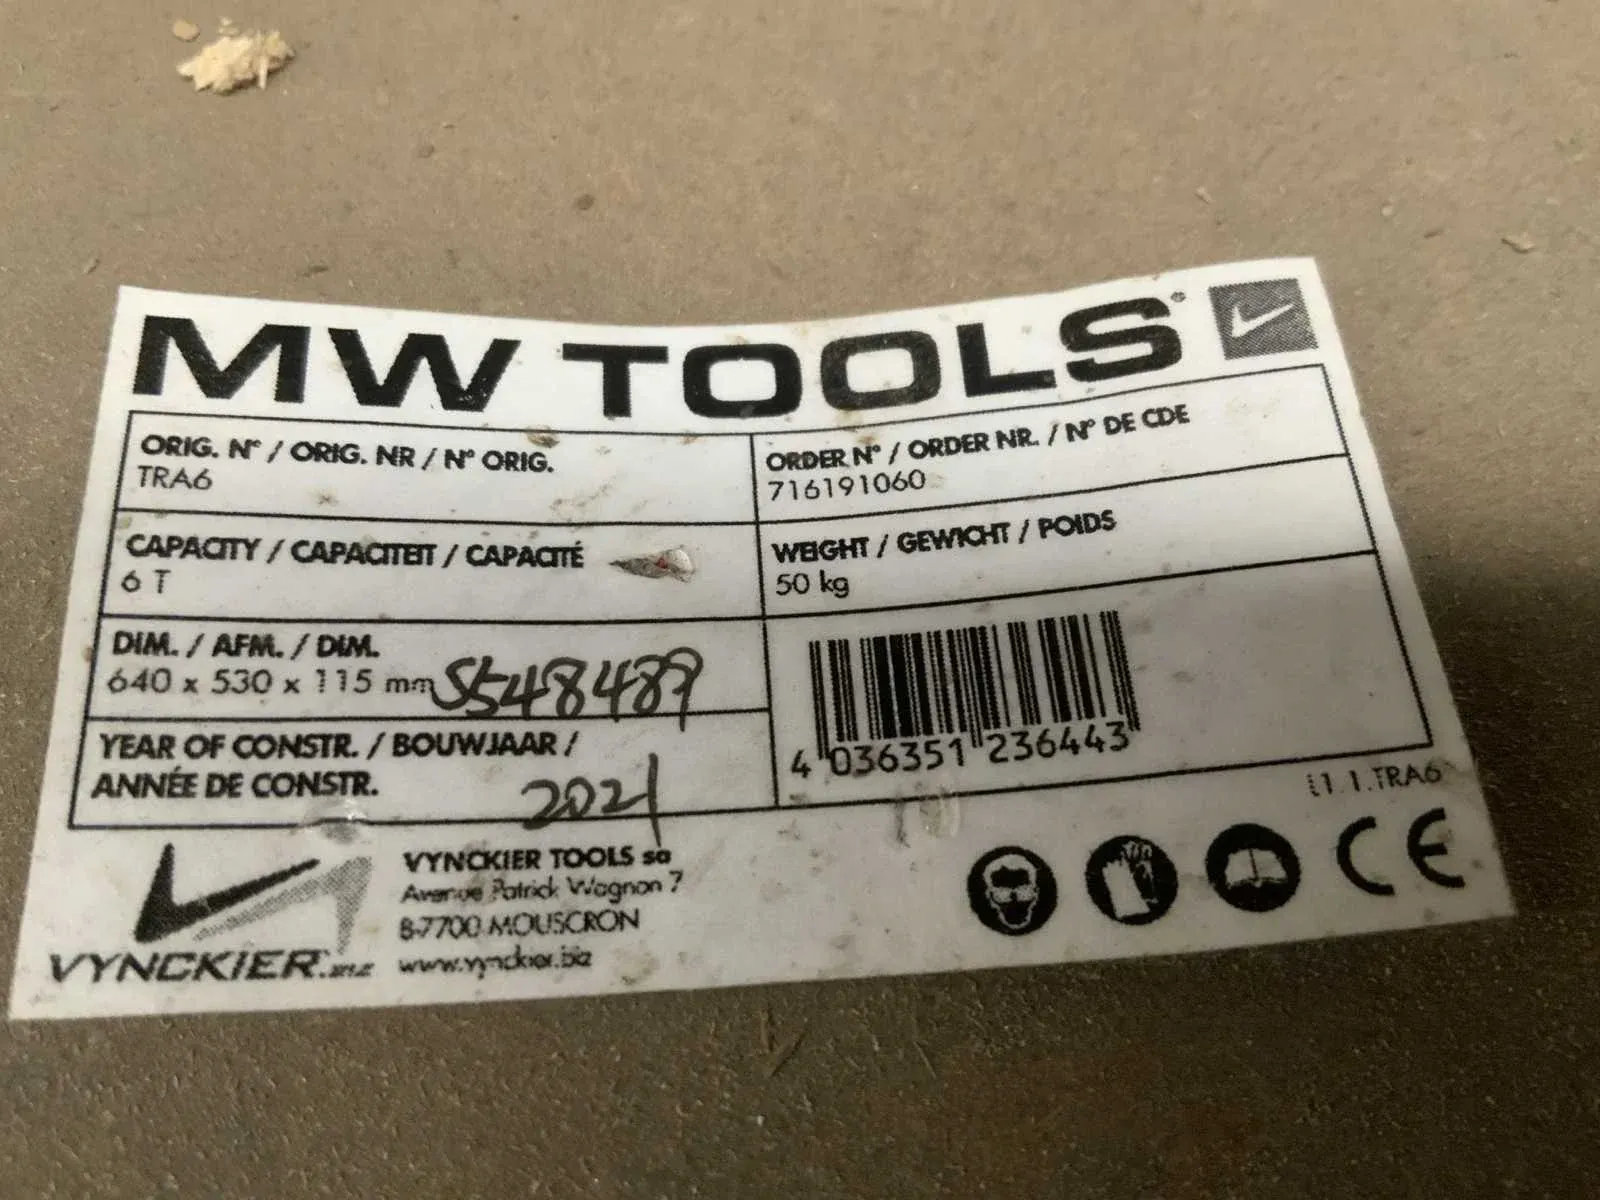 MW TOOLS®
ORIG. N° / ORIG. NR / N° ORIG.
TRA6
ORDER N° / ORDER NR. / N° DE CDE
716191060
CAPACITY / CAPACITEIT / CAPACITÉ
6 T
WEIGHT / GEWICHT / POIDS
50 kg
DIM. / AFM. / DIM.
640 x 530 x 115 mm S548489
YEAR OF CONSTR. / BOUWJAAR /
ANNÉE DE CONSTR.
2021
4 036351 236443
TRA6
VYNCKIER TOOLS sa
Avenue Patrick Wagnon 7
B-7700 MOUSCRON
www.vynckier.biz
VYNCKIER
CE